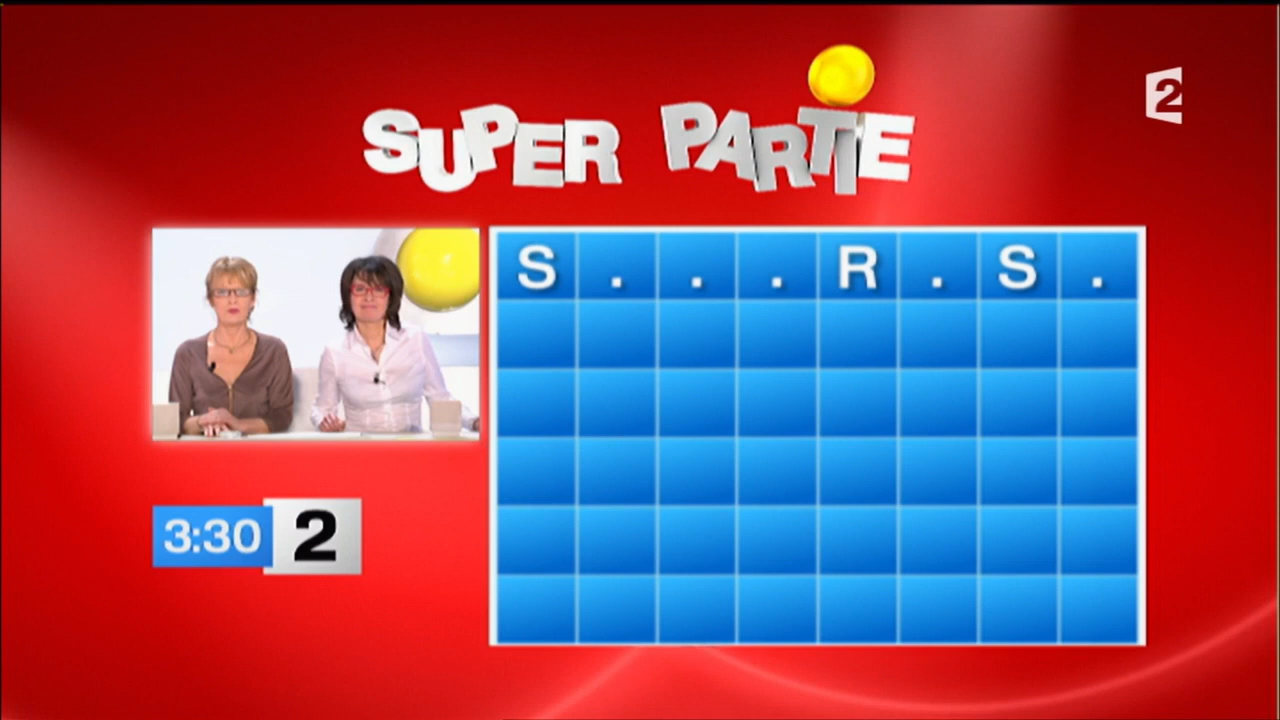 SUPER PARTIE
2
S . . . R . S .
3:30 2